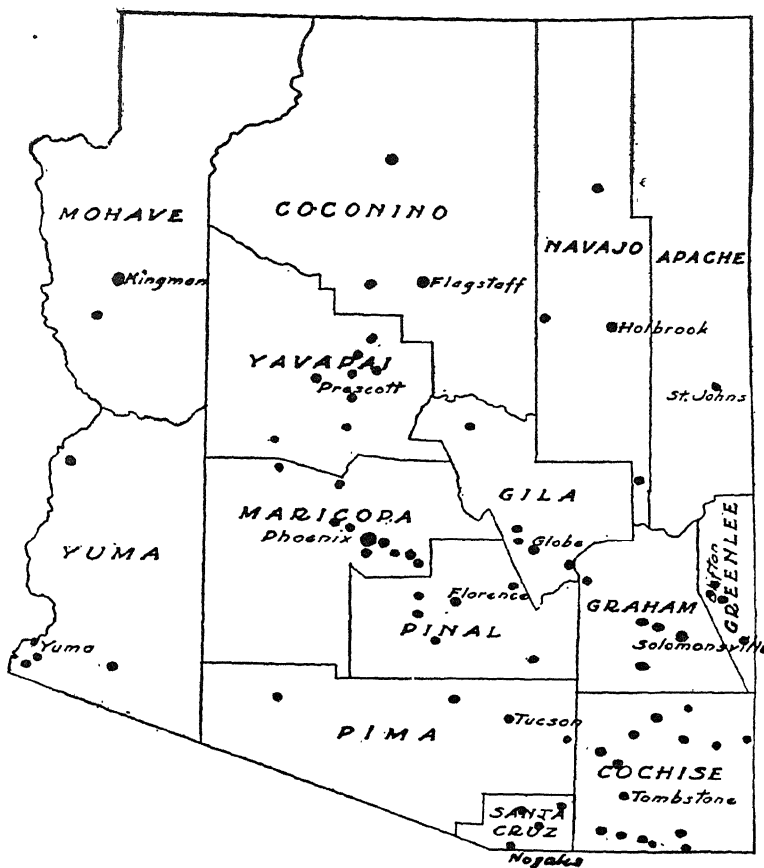 MOHAVE
COCONINO
NAVAJO
APACHE
Kingman
Flagstaff
Holbrook
YAVAPAI
Prescott
St. Johns
GILA
MARICOPA
Phoenix
Globe
YUMA
GREENLEE
Clifton
Florence
GRAHAM
PINAL
Solomonsville
Yuma
Tucson
PIMA
COCHISE
Tombstone
SANTA
CRUZ
Nogales